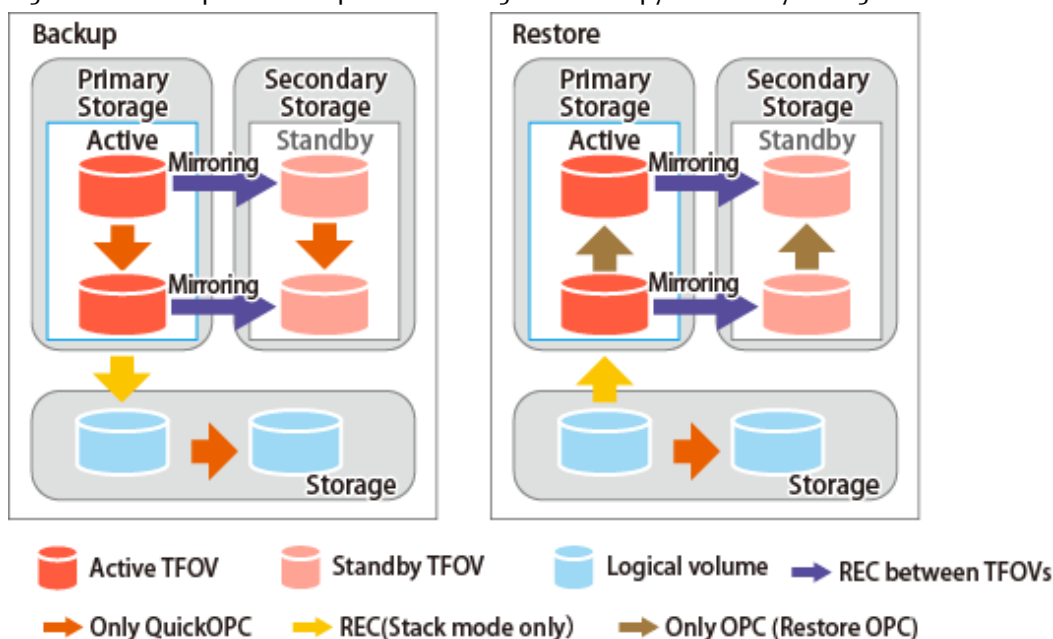 Backup
Primary
Storage
Secondary
Storage
Active
Standby
Mirroring
Mirroring
Storage
Restore
Primary
Storage
Secondary
Storage
Active
Standby
Mirroring
Mirroring
Storage
Active TFOV
Standby TFOV
Logical volume
REC between TFOVs
Only QuickOPC
REC(Stack mode only)
Only OPC (Restore OPC)